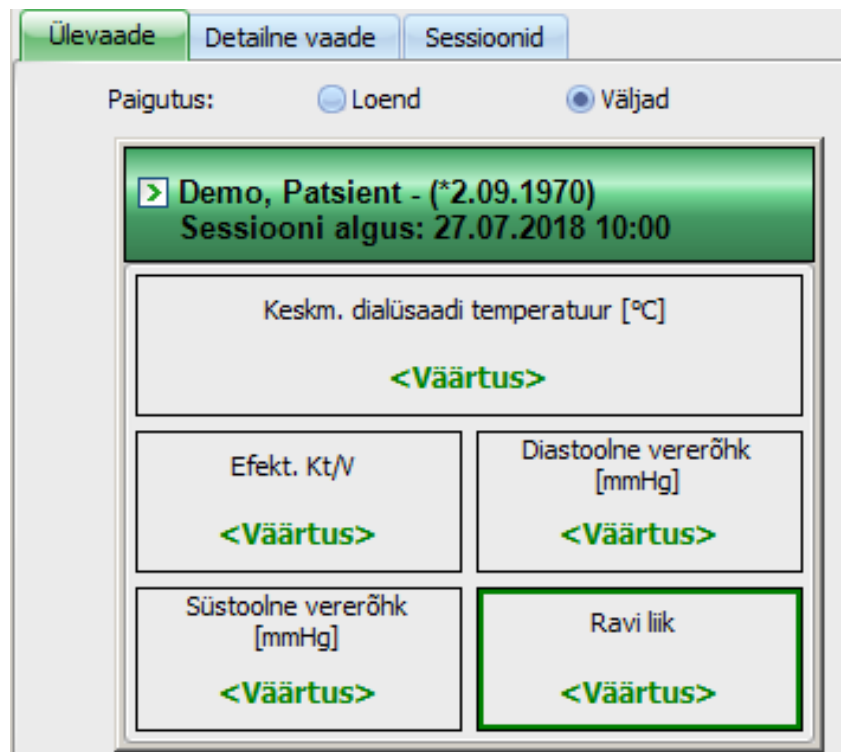 Ülevaade Detailne vaade Sessioonid
Paigutus: Loend Väljad
Demo, Patsient - (*2.09.1970)
Sessiooni algus: 27.07.2018 10:00
Keskm. dialüsaadi temperatuur [°C]
<Väärtus>
Efekt. Kt/V
<Väärtus>
Diastoolne vererõhk
[mmHg]
<Väärtus>
Süstoolne vererõhk
[mmHg]
<Väärtus>
Ravi liik
<Väärtus>